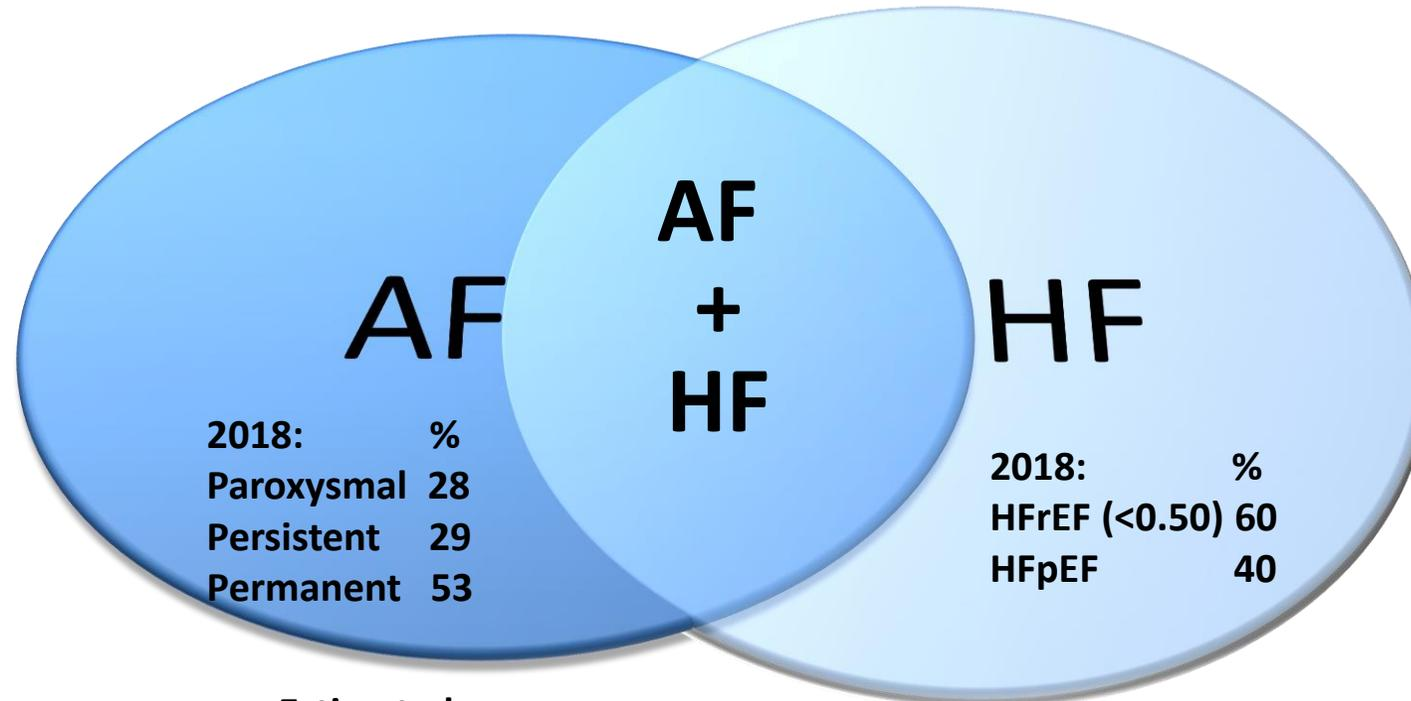 AF
+
HF
AF
HF
2018: %
Paroxysmal 28
Persistent 29
Permanent 53
2018: %
HFrEF (<0.50) 60
HFpEF 40